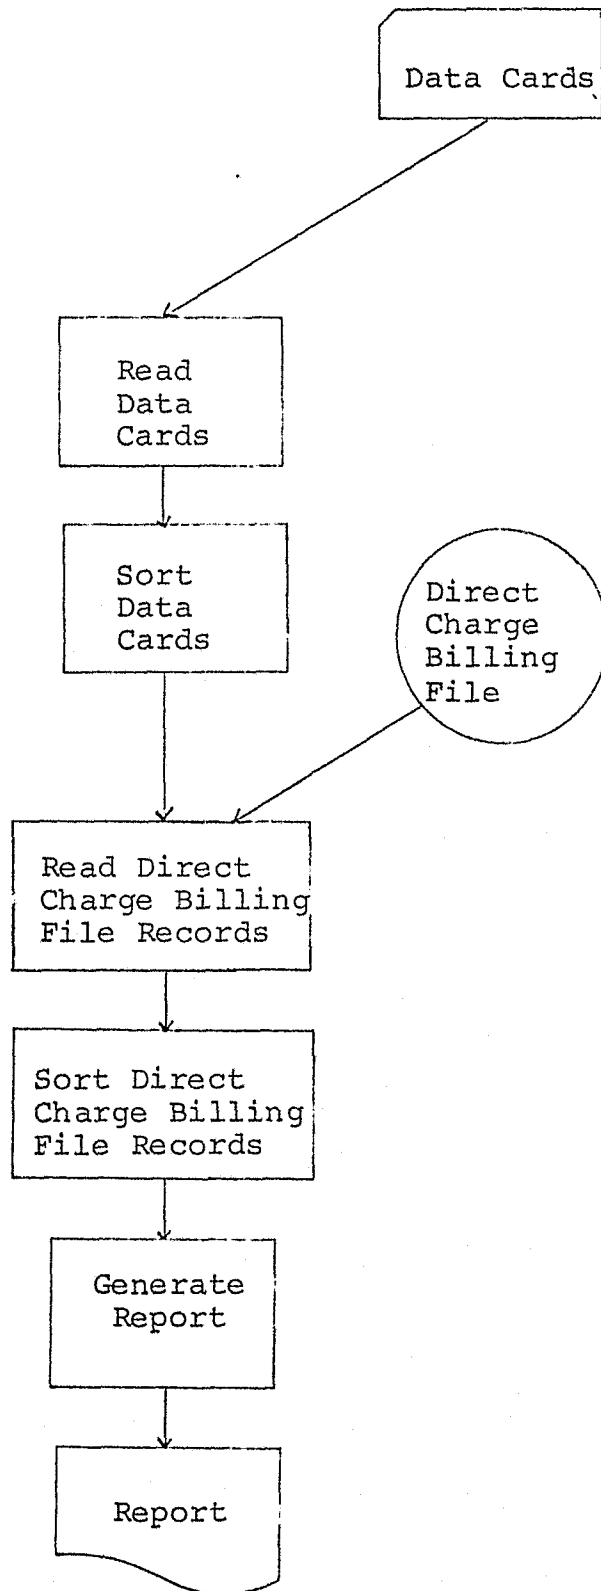 Data Cards
Read
Data
Cards
Sort
Data
Cards
Direct
Charge
Billing
File
Read Direct
Charge Billing
File Records
Sort Direct
Charge Billing
File Records
Generate
Report
Report